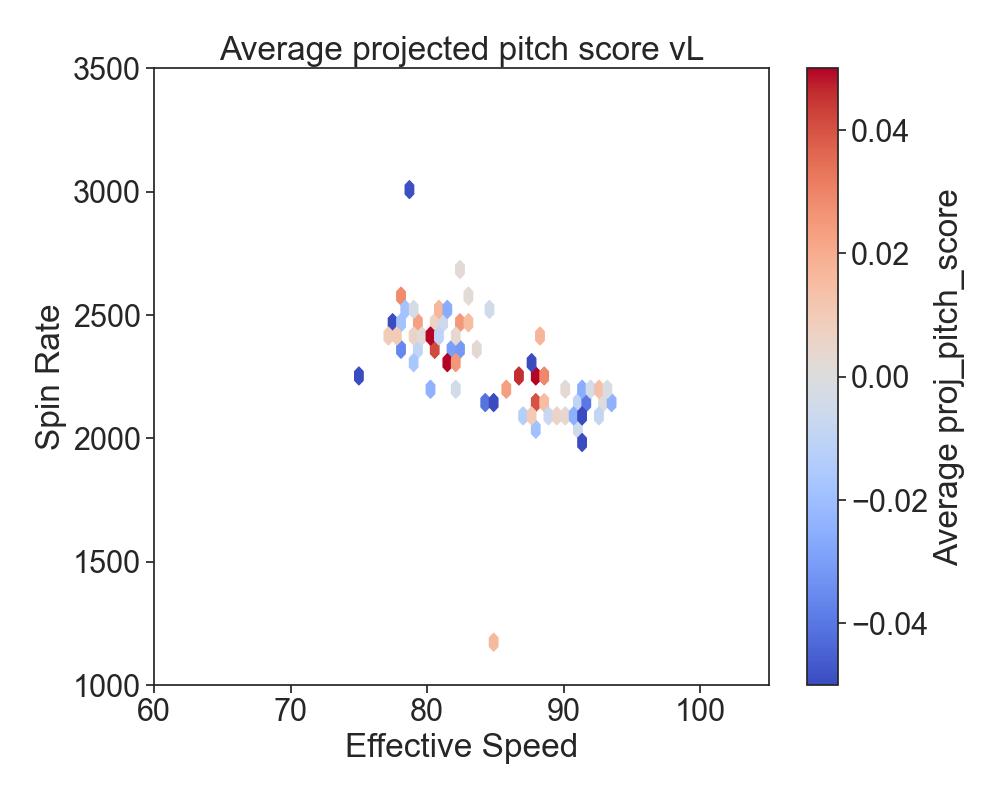 Average projected pitch score vL
3500
3000
2500
2000
1500
1000
Spin Rate
60 70 80 90 100
Effective Speed
0.04
0.02
0.00
−0.02
−0.04
Average proj_pitch_score